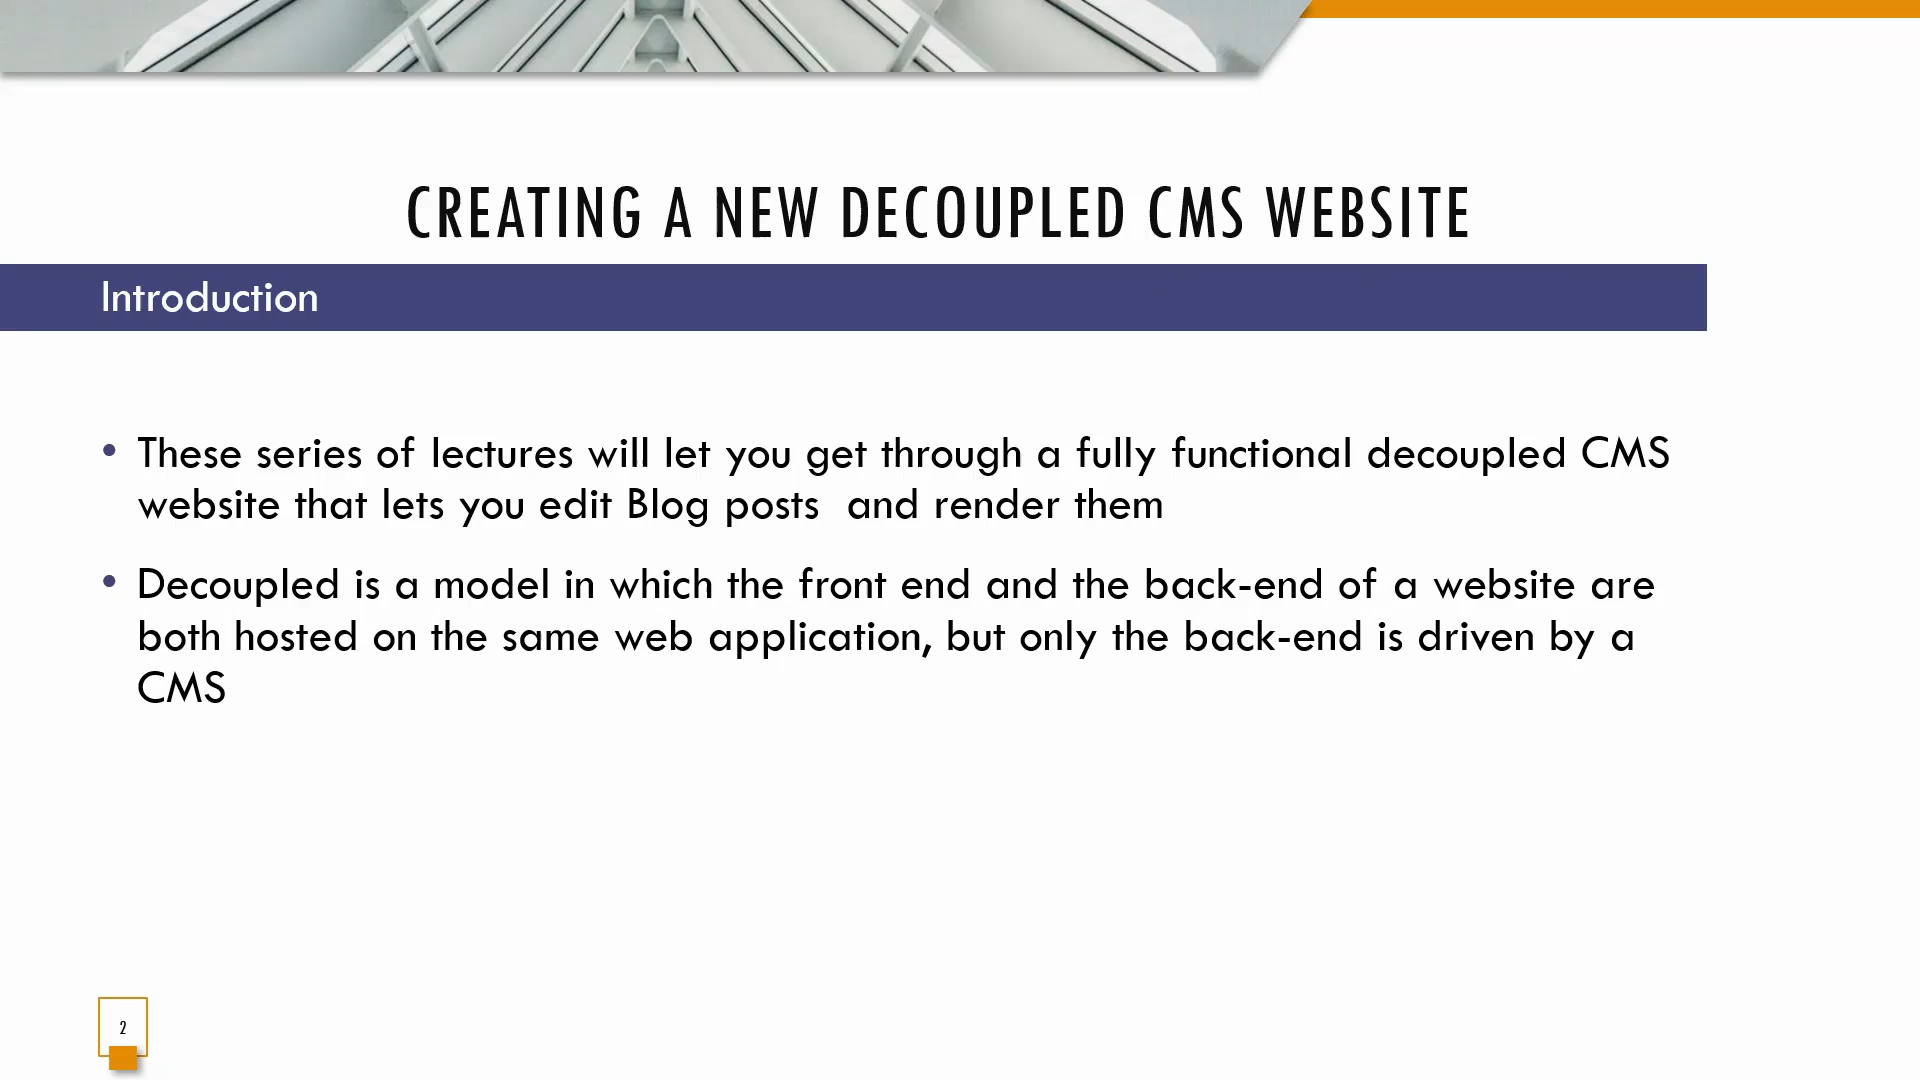 CREATING A NEW DECOUPLED CMS WEBSITE
Introduction
• These series of lectures will let you get through a fully functional decoupled CMS
website that lets you edit Blog posts  and render them
• Decoupled is a model in which the front end and the back-end of a website are
both hosted on the same web application, but only the back-end is driven by a
CMS
2